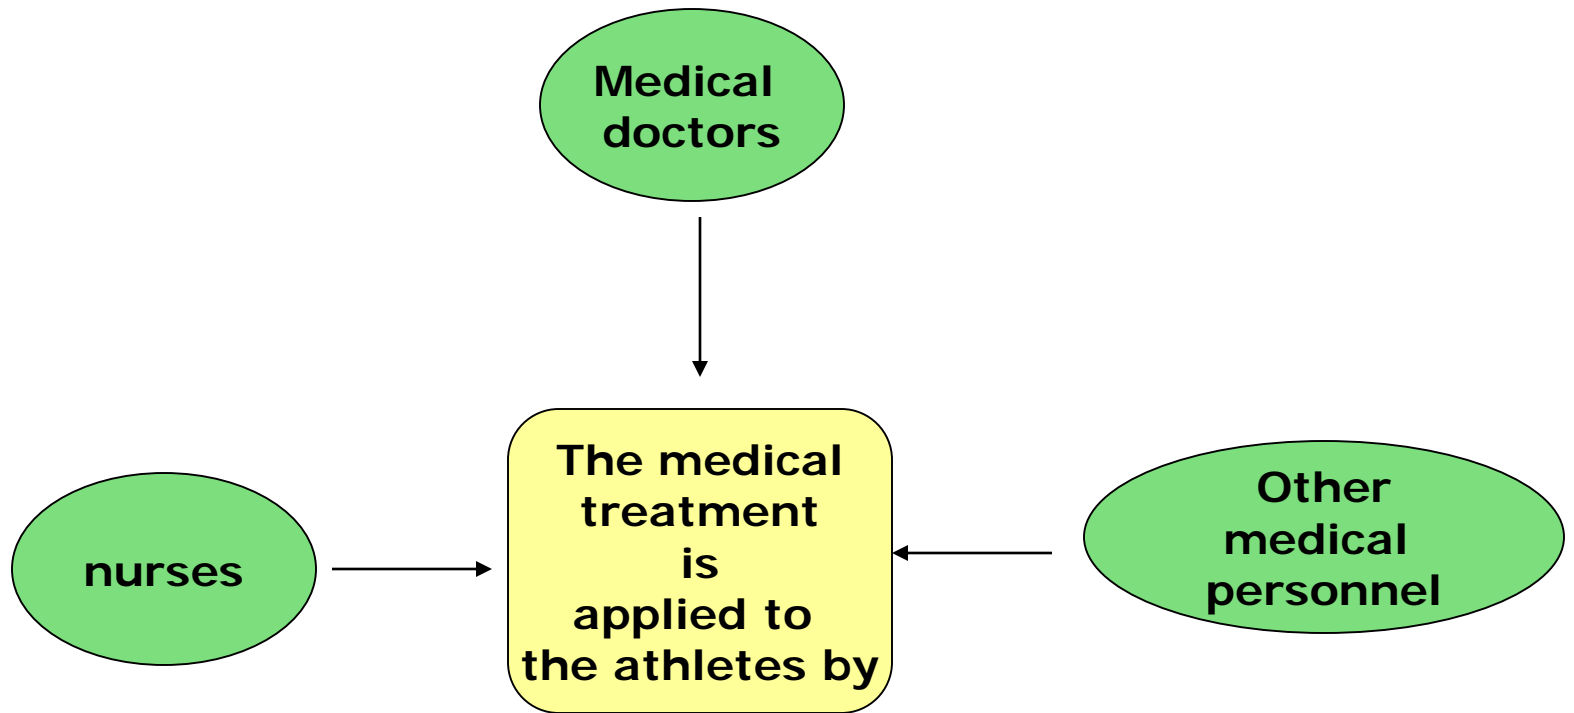 Medical
doctors
The medical
treatment
is
applied to
the athletes by
nurses
Other
medical
personnel